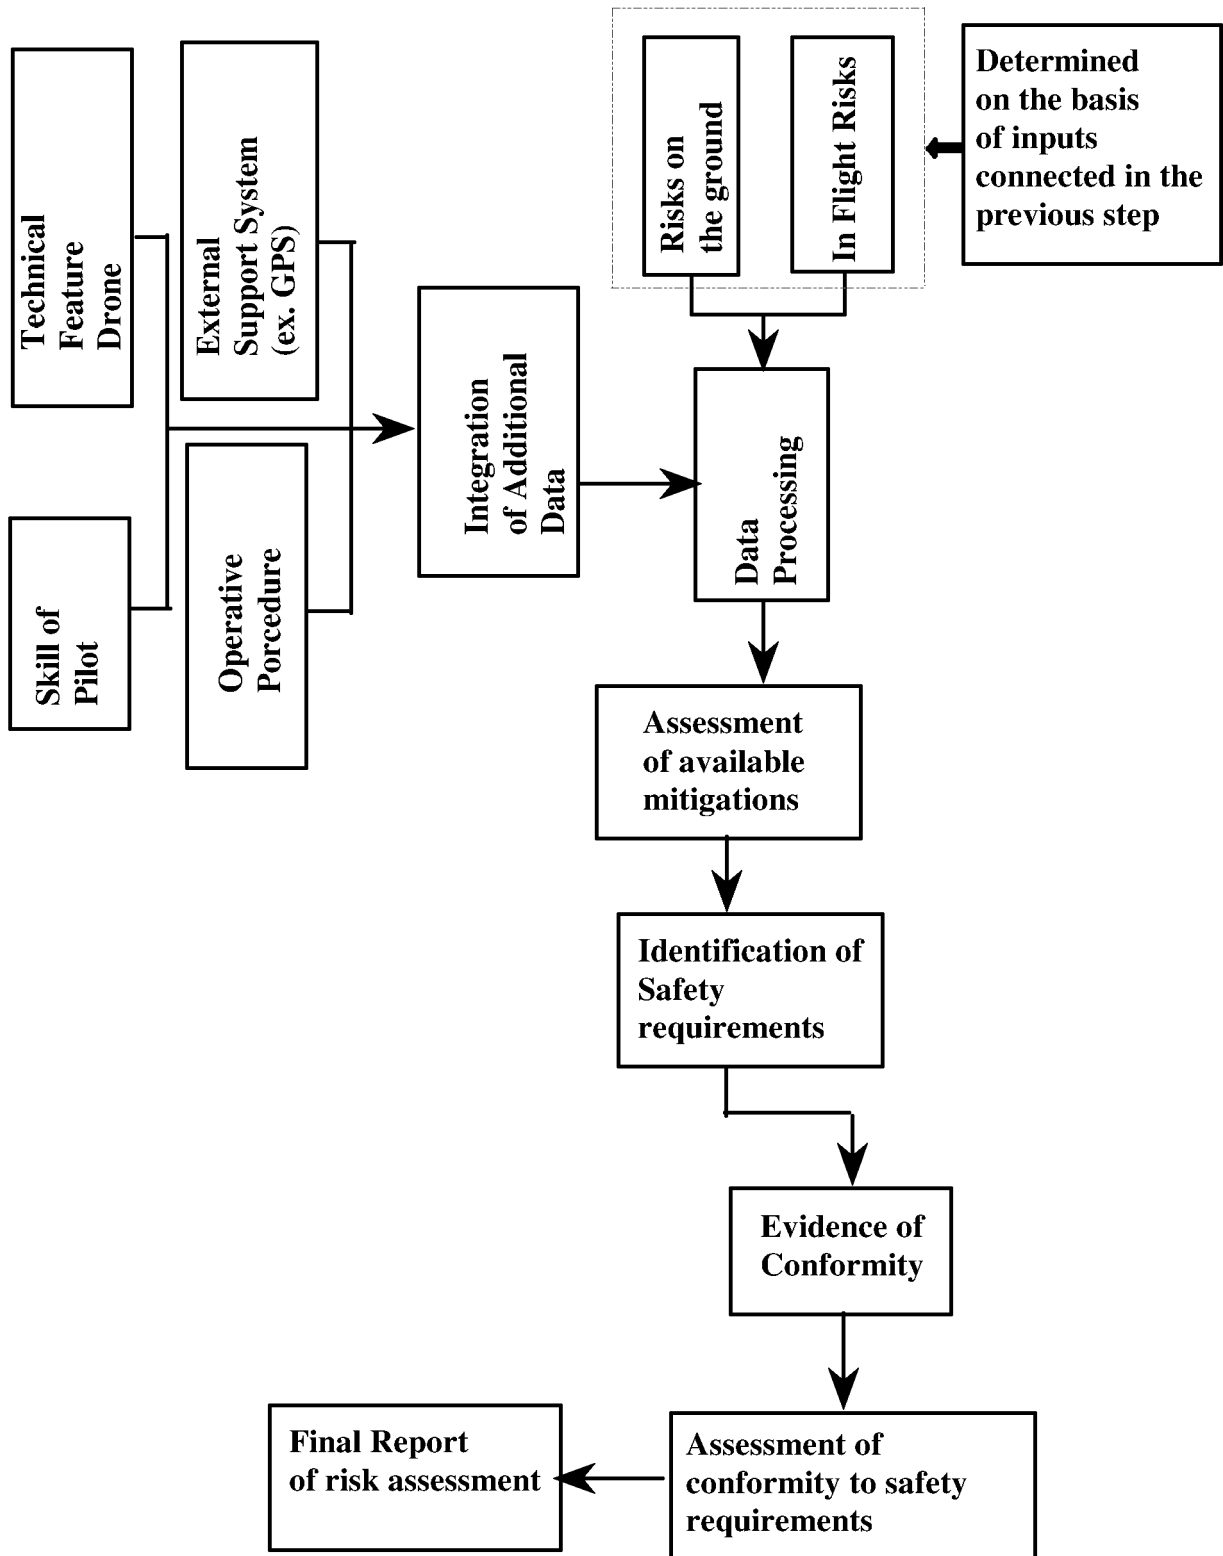 Technical
Feature
Drone
External
Support System
(ex. GPS)
Risks on
the ground
In Flight Risks
Determined
on the basis
of inputs
connected in the
previous step
Skill of
Pilot
Operative
Porcedure
Integration
of Additional
Data
Data
Processing
Assessment
of available
mitigations
Identification of
Safety
requirements
Evidence of
Conformity
Assessment of
conformity to safety
requirements
Final Report
of risk assessment